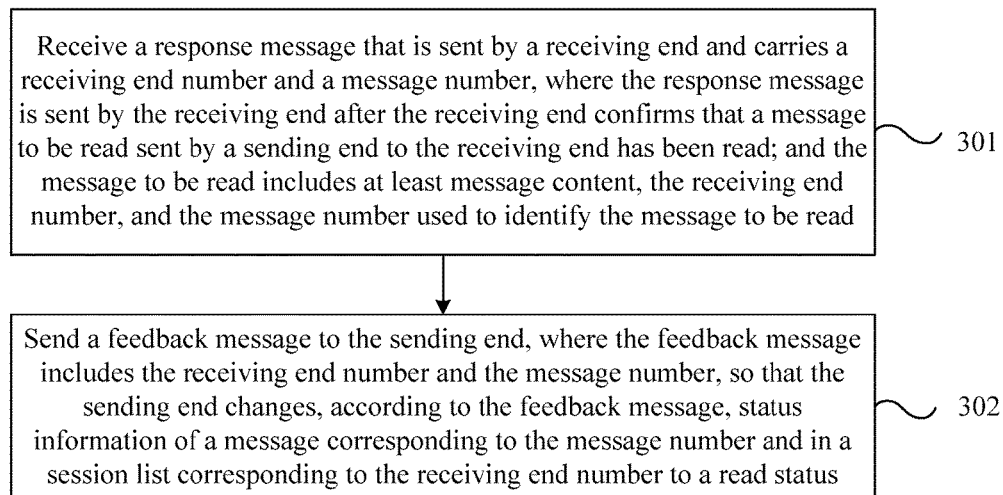 Receive a response message that is sent by a receiving end and carries a
receiving end number and a message number, where the response message
is sent by the receiving end after the receiving end confirms that a message
to be read sent by a sending end to the receiving end has been read; and the
message to be read includes at least message content, the receiving end
number, and the message number used to identify the message to be read
301
Send a feedback message to the sending end, where the feedback message
includes the receiving end number and the message number, so that the
sending end changes, according to the feedback message, status
information of a message corresponding to the message number and in a
session list corresponding to the receiving end number to a read status
302